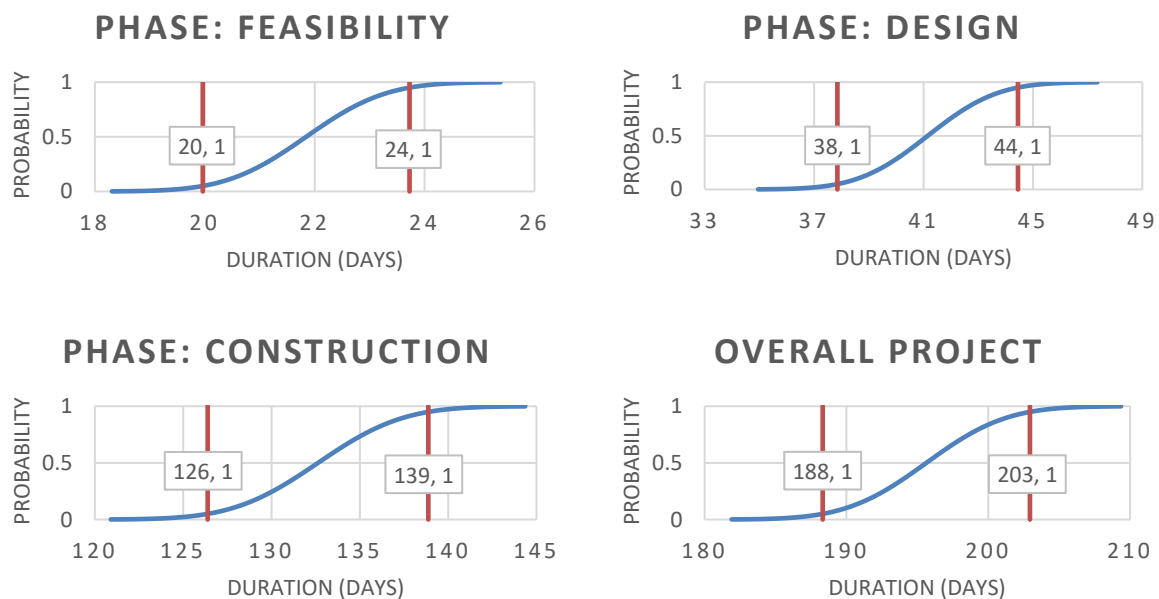 PHASE: FEASIBILITY
PROBABILITY
1
0.5
0
20, 1
24, 1
18 20 22 24 26
DURATION (DAYS)
PHASE: DESIGN
PROBABILITY
1
0.5
0
38, 1
44, 1
33 37 41 45 49
DURATION (DAYS)
PHASE: CONSTRUCTION
PROBABILITY
1
0.5
0
126, 1
139, 1
120 125 130 135 140 145
DURATION (DAYS)
OVERALL PROJECT
PROBABILITY
1
0.5
0
188, 1
203, 1
180 190 200 210
DURATION (DAYS)